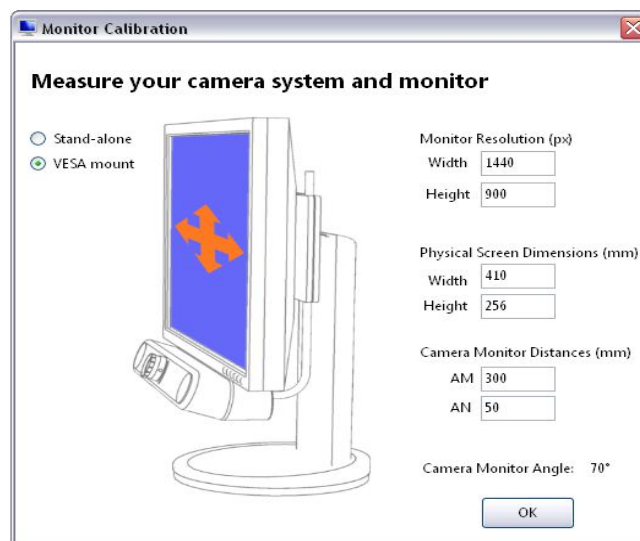 Monitor Calibration
Measure your camera system and monitor
Stand-alone
VESA mount
Monitor Resolution (px)
Width 1440
Height 900
Physical Screen Dimensions (mm)
Width 410
Height 256
Camera Monitor Distances (mm)
AM 300
AN 50
Camera Monitor Angle: 70°
OK